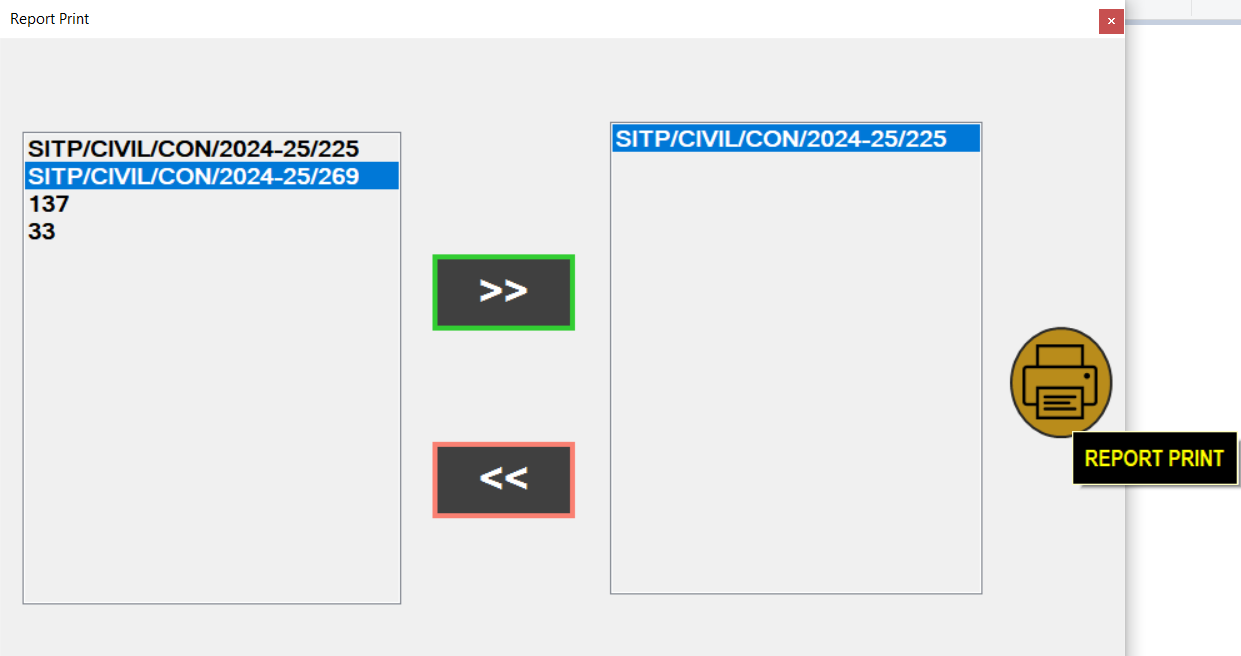 Report Print
×
SITP/CIVIL/CON/2024-25/225
SITP/CIVIL/CON/2024-25/269
137
33
>>
<<
SITP/CIVIL/CON/2024-25/225
REPORT PRINT